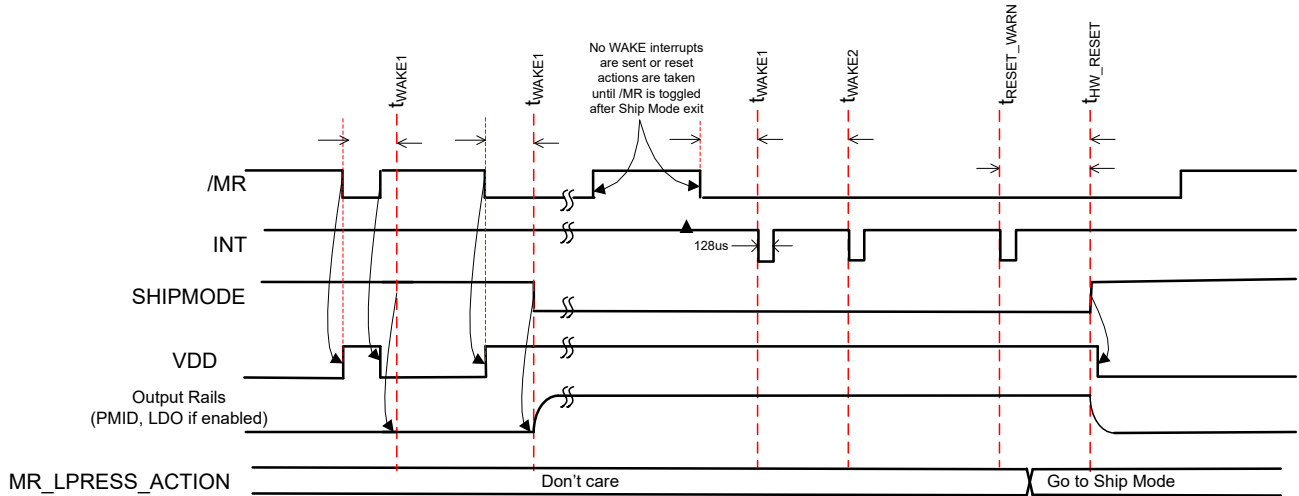 tWAKE1
tWAKE1
No WAKE interrupts
are sent or reset
actions are taken
until /MR is toggled
after Ship Mode exit
tWAKE1
tWAKE2
tRESET_WARN
tHW_RESET
/MR
INT
128us
SHIPMODE
VDD
Output Rails
(PMID, LDO if enabled)
MR_LPRESS_ACTION
Don't care
Go to Ship Mode